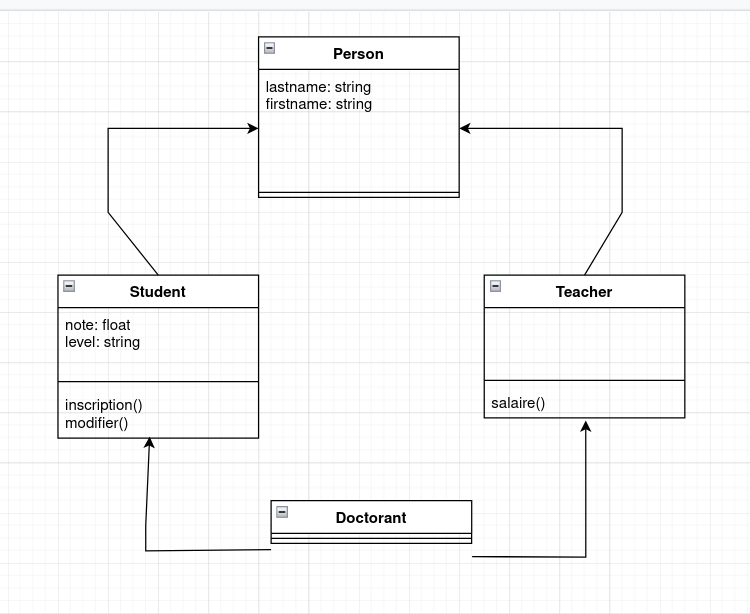 Person
lastname: string
firstname: string
Student
note: float
level: string
inscription()
modifier()
Teacher
salaire()
Doctorant